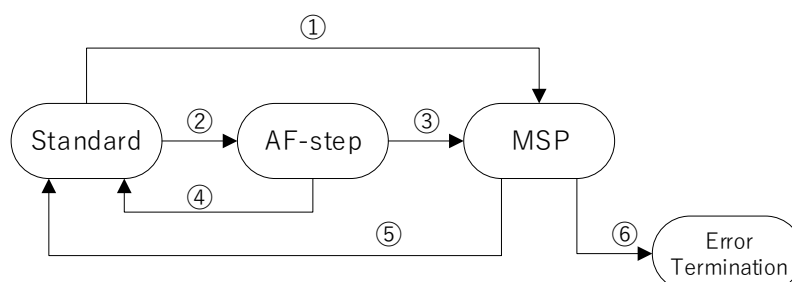 ①
Standard
②
AF-step
③
MSP
④
⑤
⑥
Error
Termination